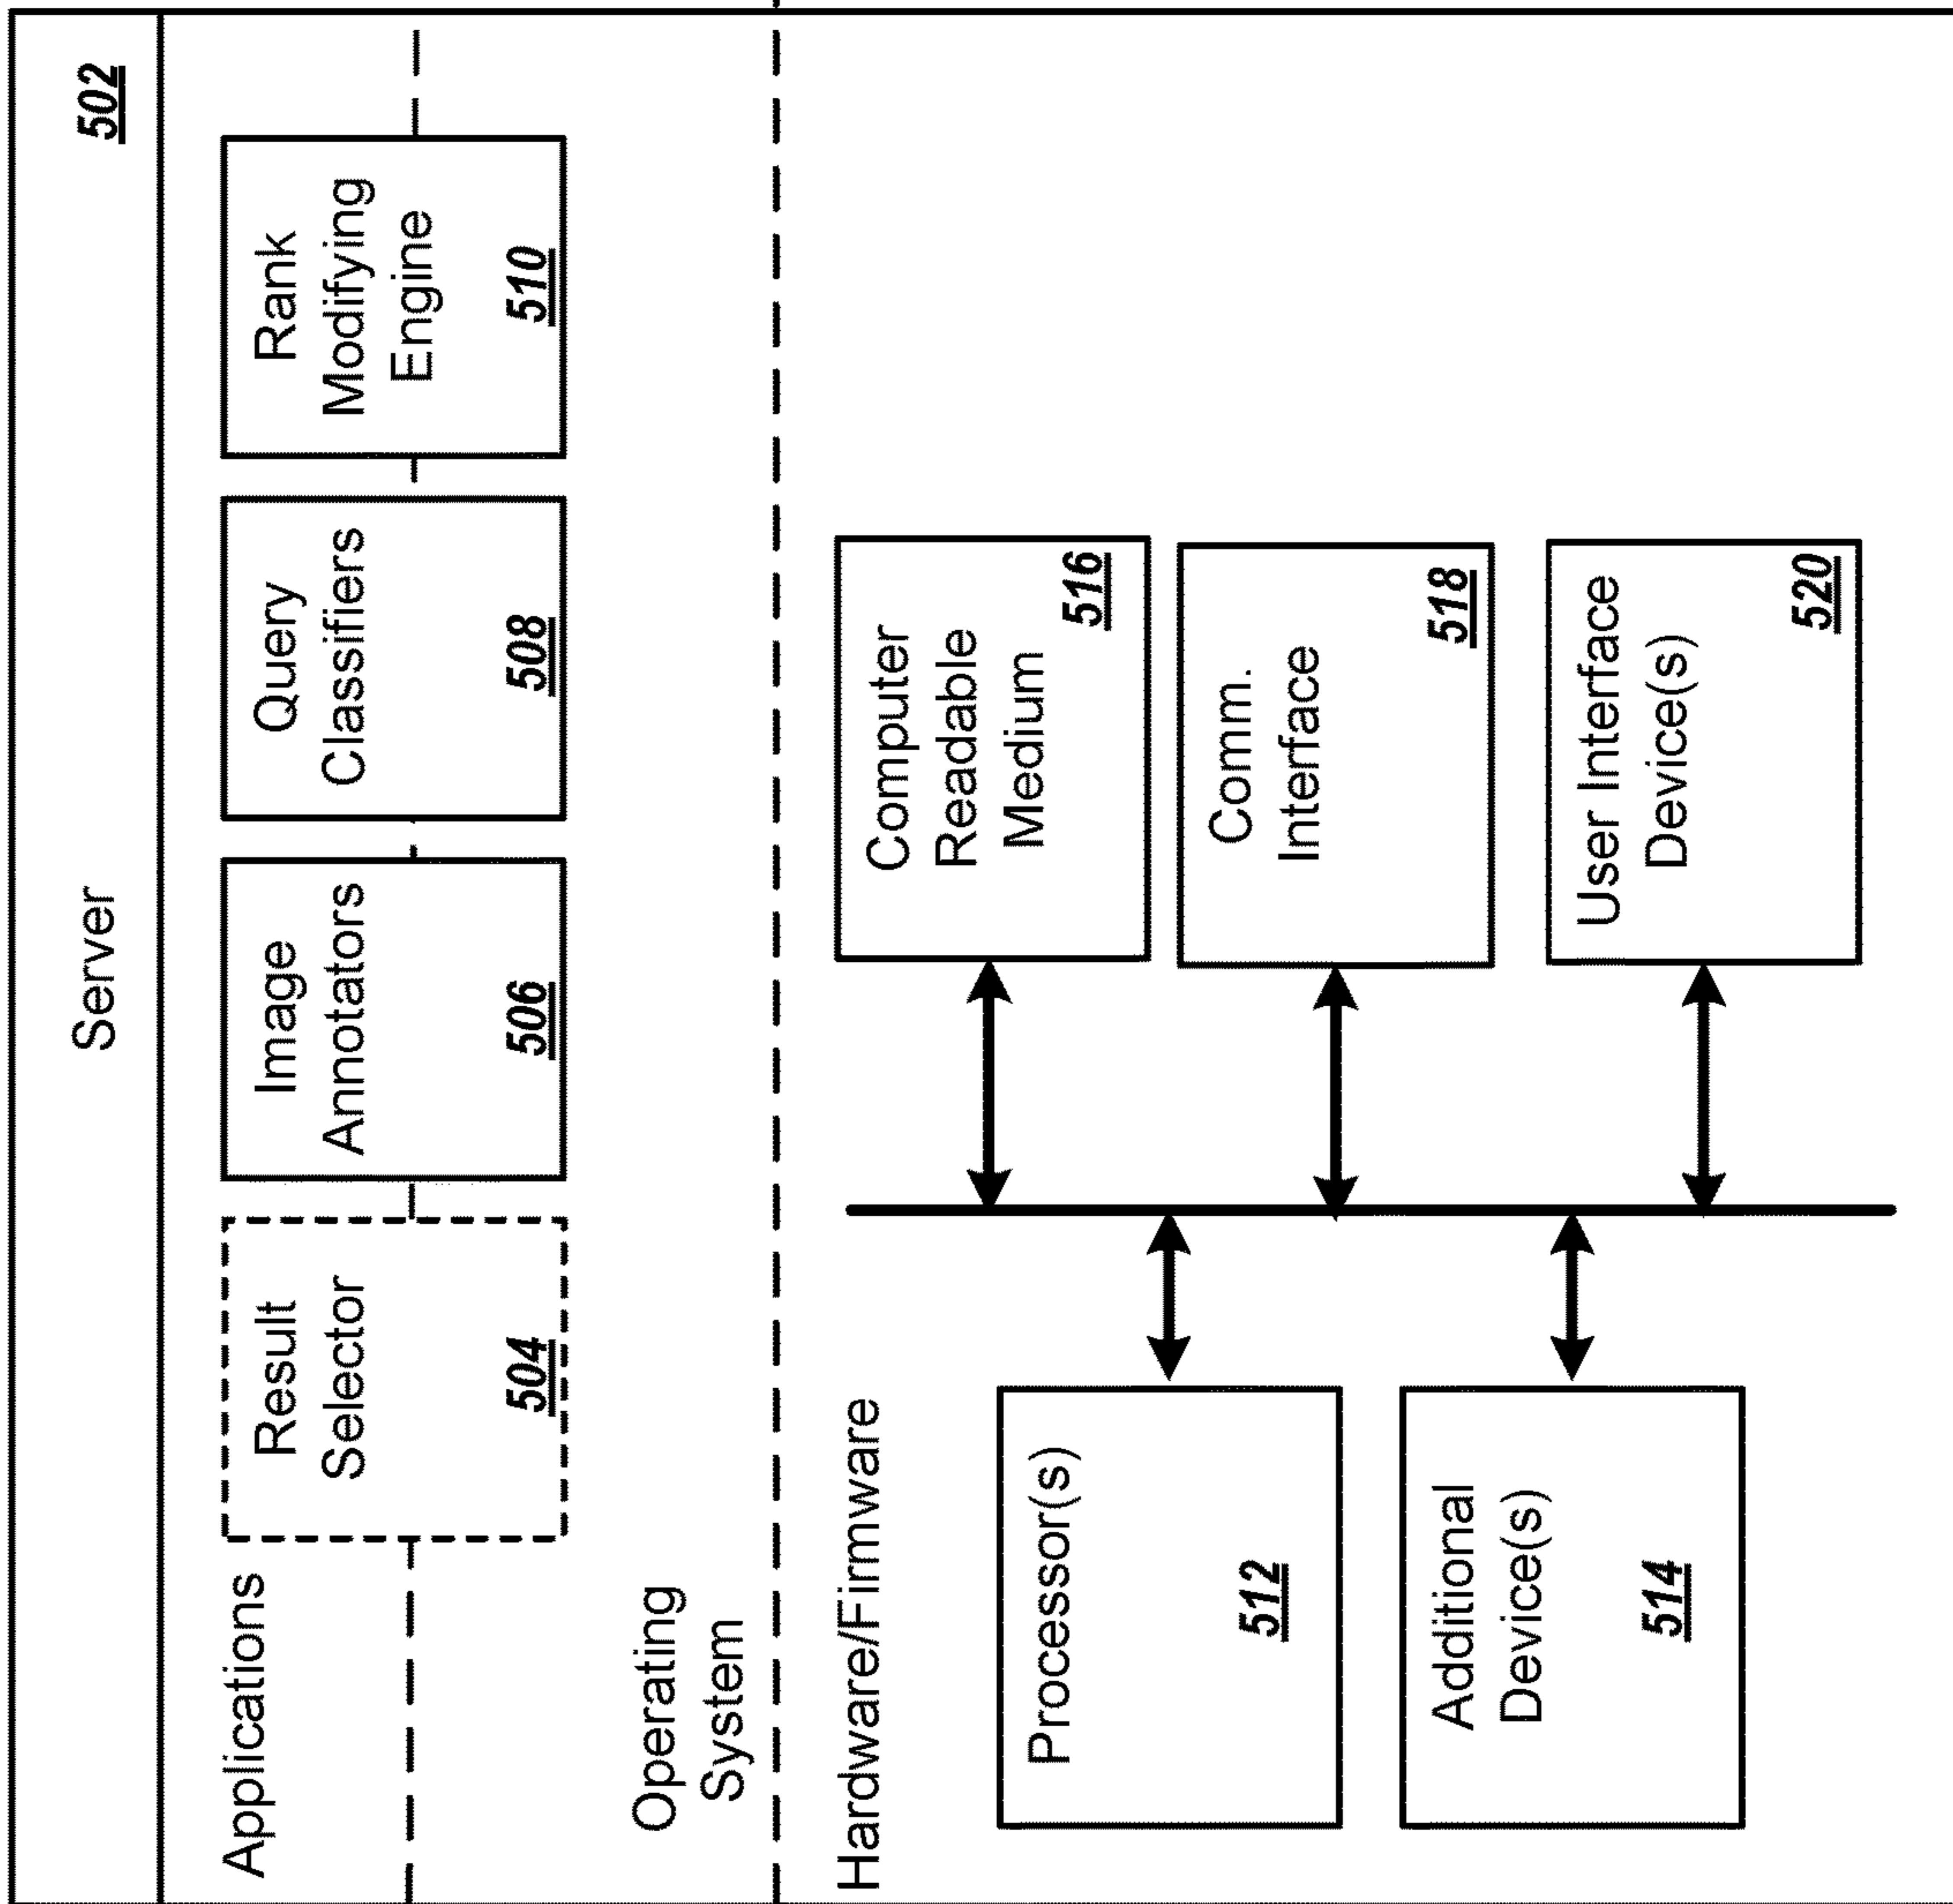 Server
502
Applications
Result
Selector
504
Image
Annotators
506
Query
Classifiers
508
Rank
Modifying
Engine
510
Operating
System
Hardware/Firmware
Processor(s)
512
Additional
Device(s)
514
Computer
Readable
Medium
516
Comm.
Interface
518
User Interface
Device(s)
520